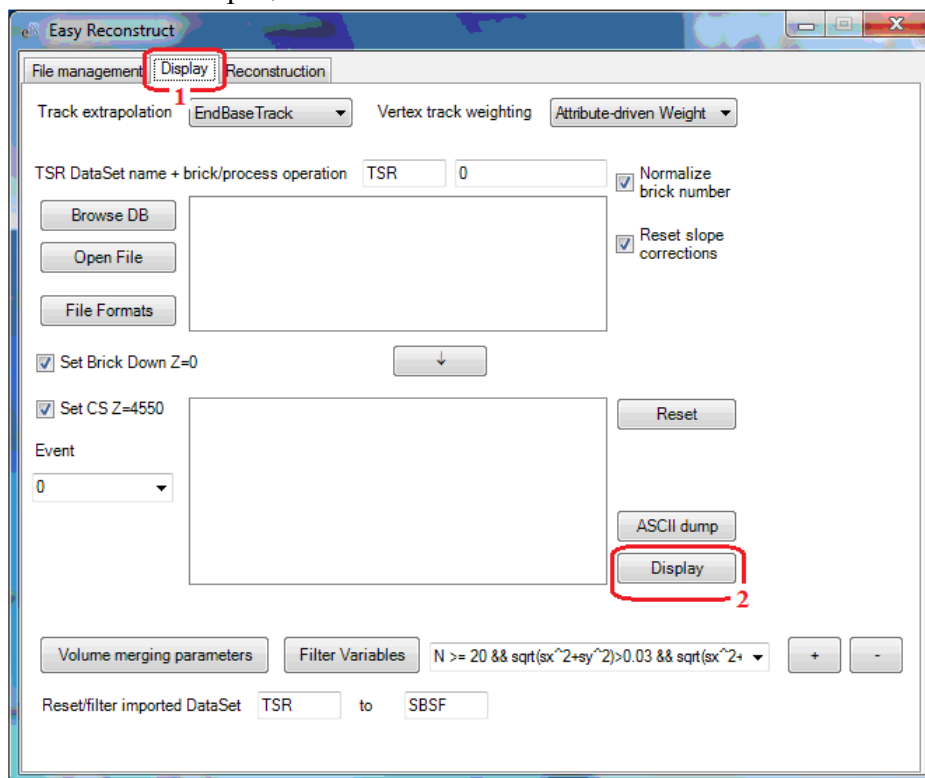 Easy Reconstruct
File management Display Reconstruction
1
Track extrapolation EndBaseTrack Vertex track weighting Attribute-driven Weight
TSR DataSet name + brick/process operation TSR 0
Normalize
brick number
Browse DB
Reset slope
corrections
Open File
File Formats
Set Brick Down Z=0 ↓
Set CS Z=4550
Reset
Event
0
ASCII dump
Display
2
Volume merging parameters Filter Variables N >= 20 && sqrt(sx^2+sy^2)>0.03 && sqrt(sx^2+ + -
Reset/filter imported DataSet TSR to SBSF